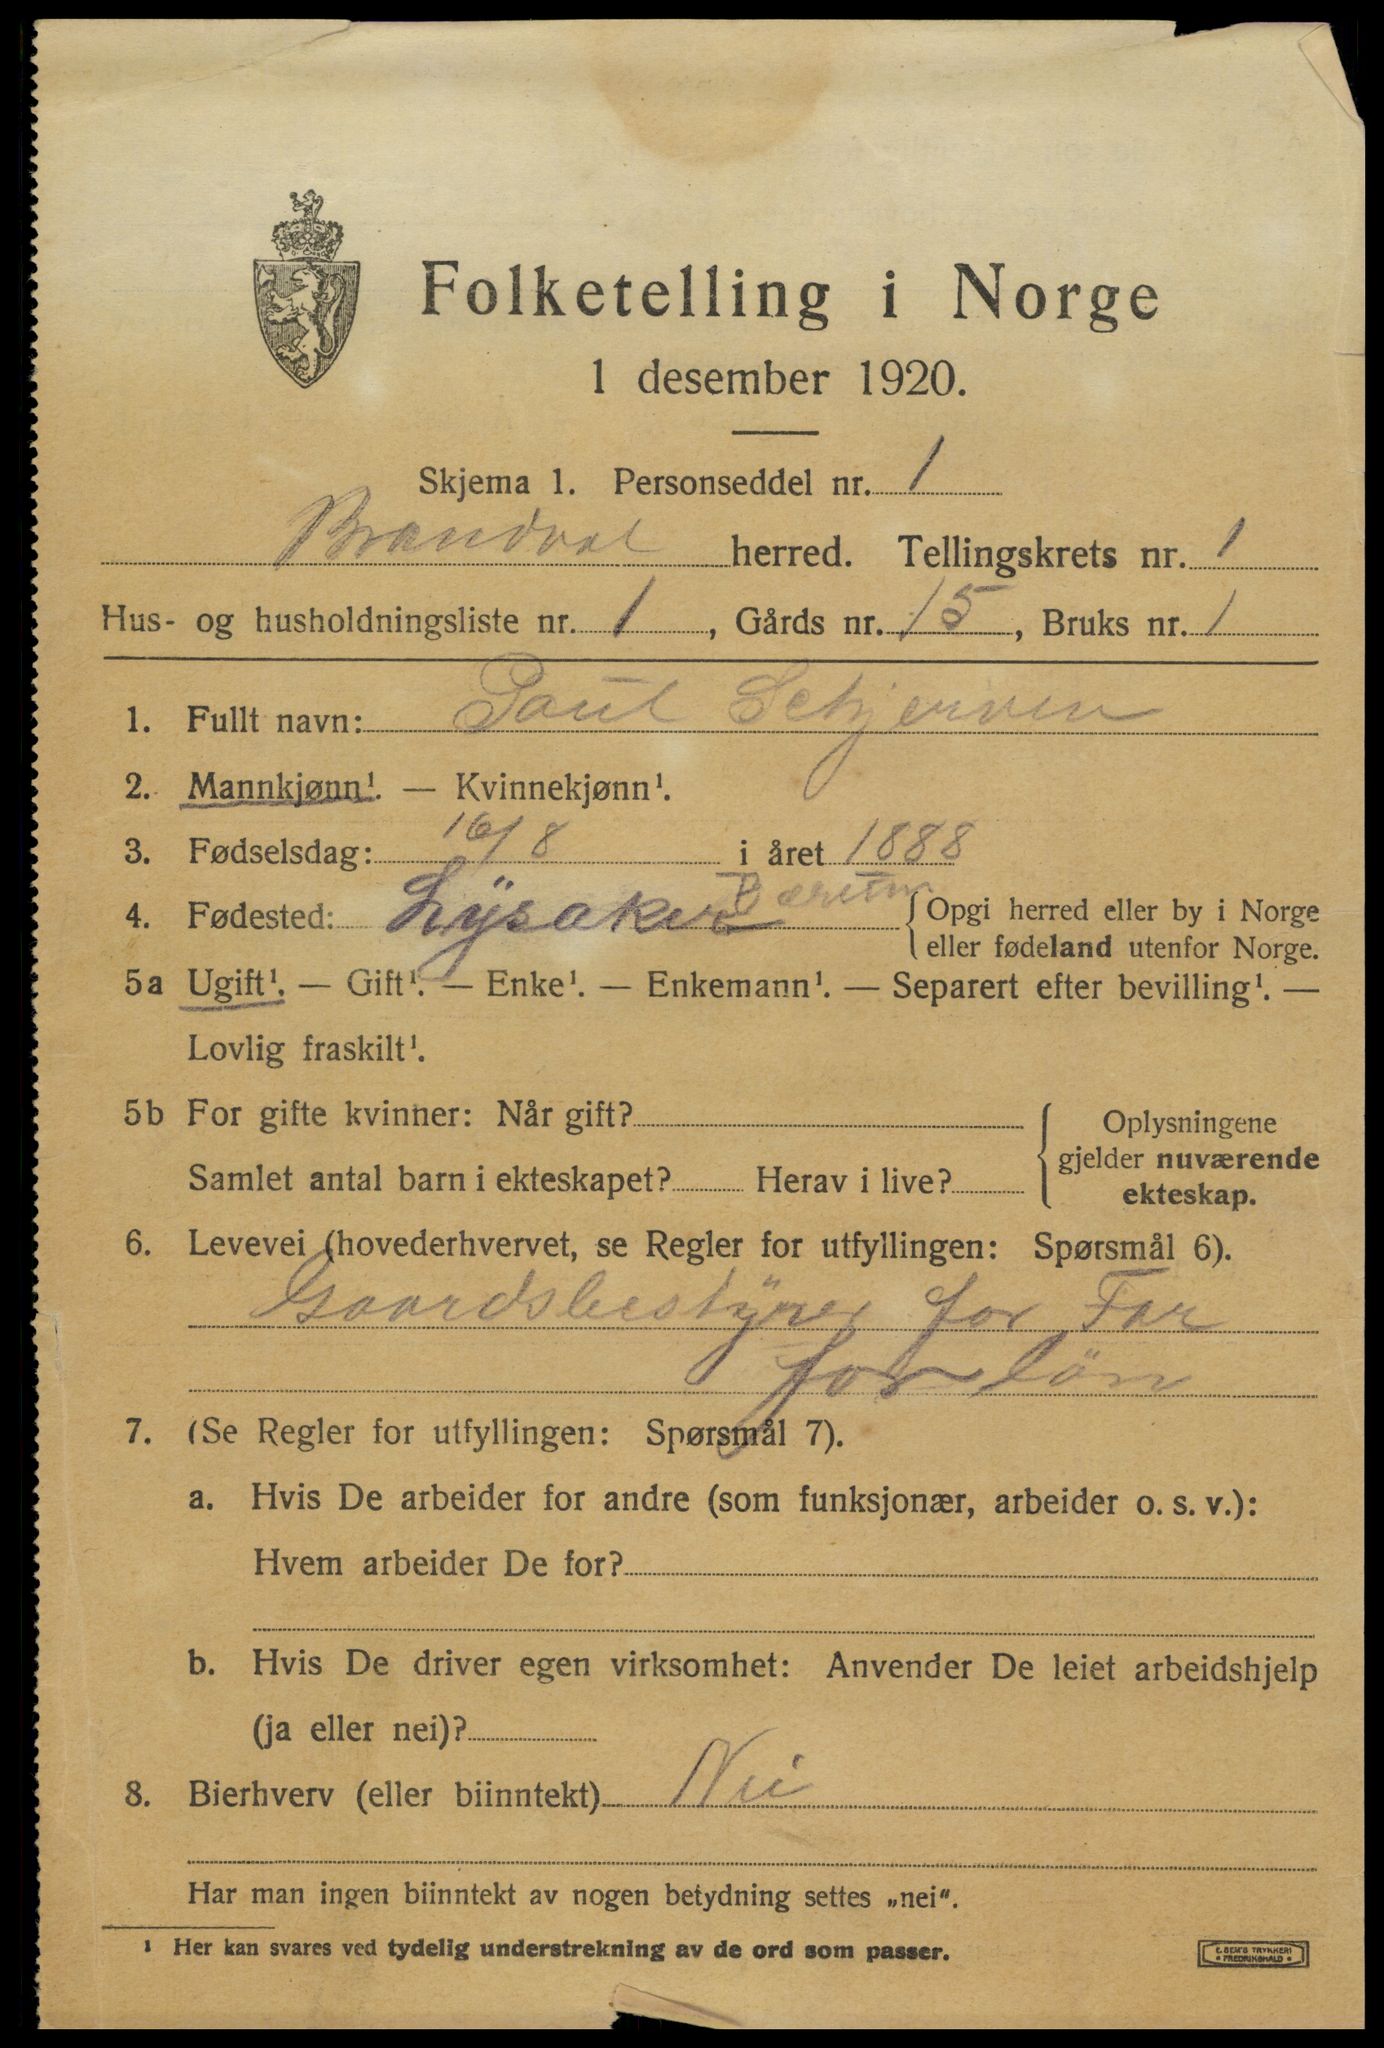 Folketelling i Norge
1 desember 1920.
Skjema 1. Personseddel nr. 1
Brandval herred. Tellingskrets nr. 1
Hus- og husholdningsliste nr. 1, Gårds nr. 15, Bruks nr. 1
1. Fullt navn: Paul Schjerven
2. Mannkjønn¹. — Kvinnekjønn¹.
3. Fødselsdag: 16/8 i året 1888
4. Fødested: Lysaker Bærum {Opgi herred eller by i Norge
eller fødeland utenfor Norge.
5a Ugift¹. — Gift¹. — Enke¹. — Enkemann¹. — Separert efter bevilling¹. —
Lovlig fraskilt¹.
5b For gifte kvinner: Når gift?
Samlet antal barn i ekteskapet? Herav i live?
Oplysningene
gjelder nuværende
ekteskap.
6. Levevei (hovederhvervet, se Regler for utfyllingen: Spørsmål 6).
Gaardsbestyrer for Far
for løn
7. (Se Regler for utfyllingen: Spørsmål 7).
a. Hvis De arbeider for andre (som funksjonær, arbeider o. s. v.):
Hvem arbeider De for?
b. Hvis De driver egen virksomhet: Anvender De leiet arbeidshjelp
(ja eller nei)?
8. Bierhverv (eller biinntekt) Nei
Har man ingen biinntekt av nogen betydning settes „nei“.
¹ Her kan svares ved tydelig understrekning av de ord som passer.
E. SEM'S TRYKKERI
FREDRIKSHALD